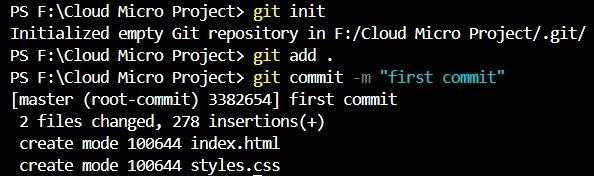 PS F:\Cloud Micro Project> git init
Initialized empty Git repository in F:/Cloud Micro Project/.git/
PS F:\Cloud Micro Project> git add .
PS F:\Cloud Micro Project> git commit -m "first commit"
[master (root-commit) 3382654] first commit
 2 files changed, 278 insertions(+)
 create mode 100644 index.html
 create mode 100644 styles.css